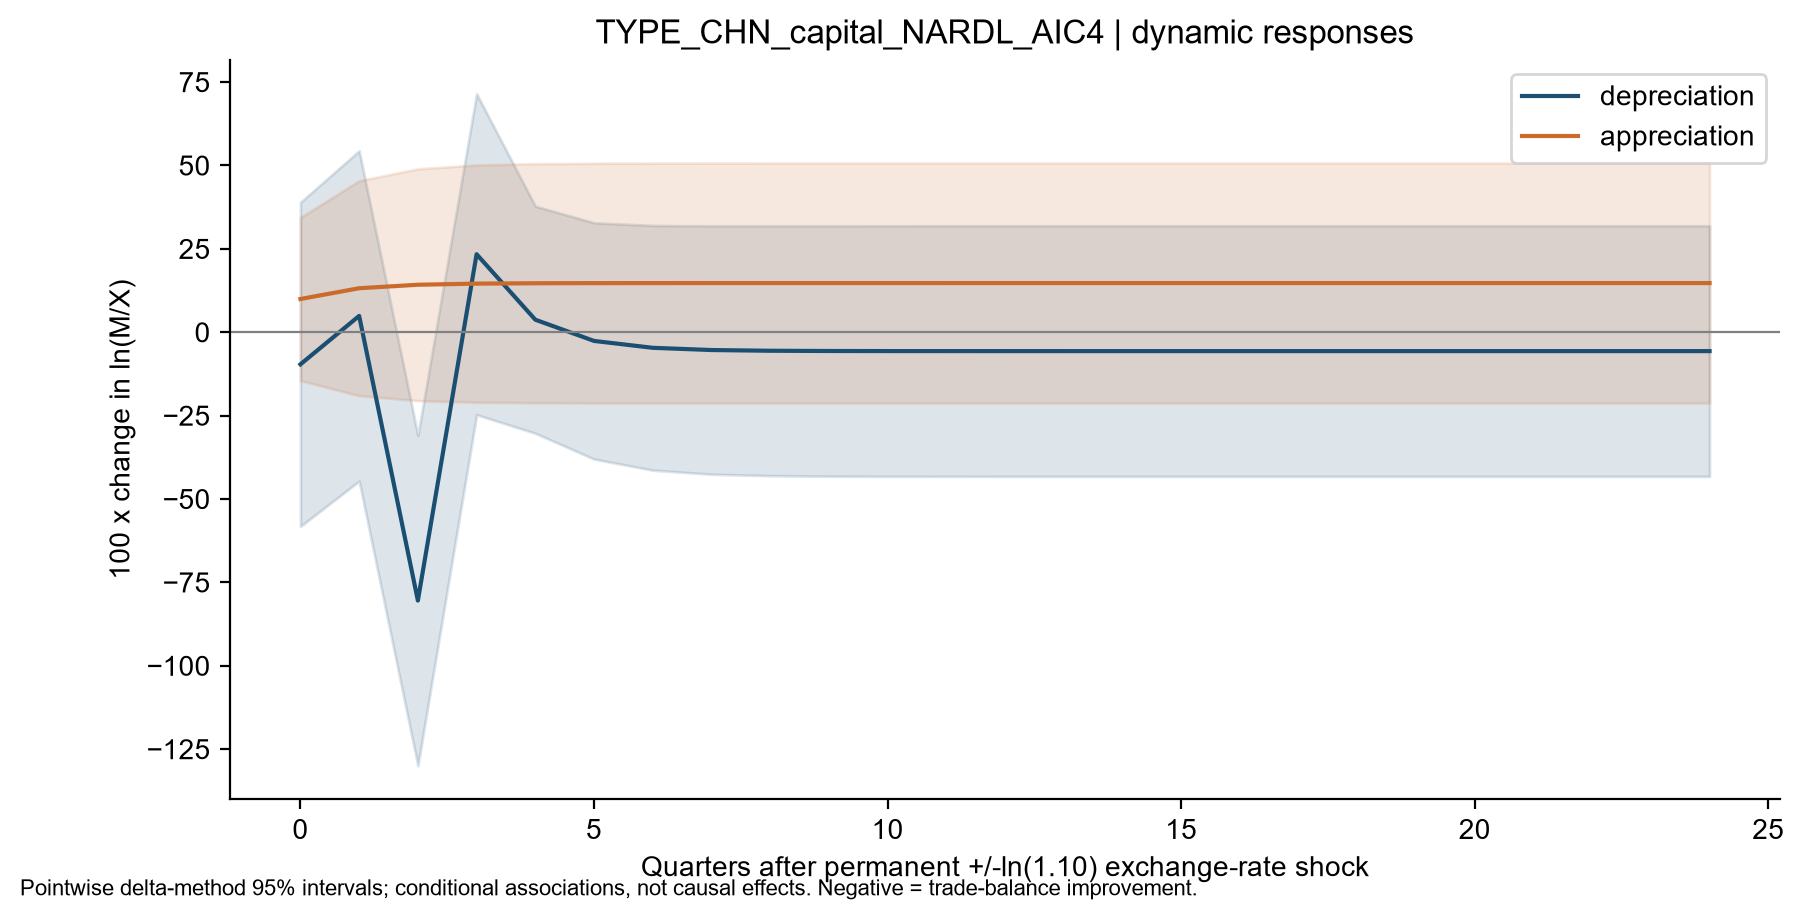 TYPE_CHN_capital_NARDL_AIC4 | dynamic responses
depreciation
appreciation
100 x change in ln(M/X)
75
50
25
0
−25
−50
−75
−100
−125
0
5
10
15
20
25
Quarters after permanent +/-ln(1.10) exchange-rate shock
Pointwise delta-method 95% intervals; conditional associations, not causal effects. Negative = trade-balance improvement.